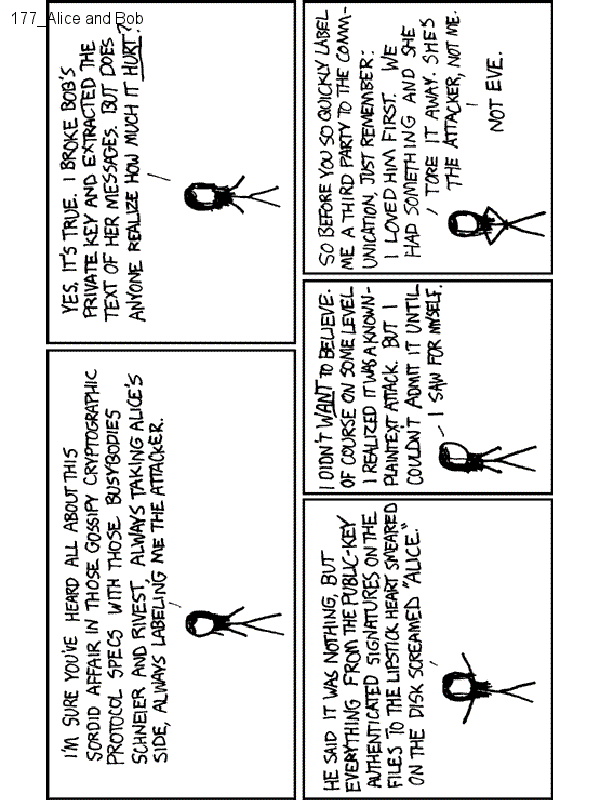 177_Alice and Bob
I'M SURE YOU'VE HEARD ALL ABOUT THIS
SORDID AFFAIR IN THOSE GOSSIPY CRYPTOGRAPHIC
PROTOCOL SPECS WITH THOSE BUSYBODIES
SCHNEIER AND RIVEST, ALWAYS TAKING ALICE'S
SIDE, ALWAYS LABELING ME THE ATTACKER.
YES, IT'S TRUE. I BROKE BOB'S
PRIVATE KEY AND EXTRACTED THE
TEXT OF HER MESSAGES. BUT DOES
ANYONE REALIZE HOW MUCH IT HURT?
HE SAID IT WAS NOTHING, BUT
EVERYTHING FROM THE PUBLIC-KEY
AUTHENTICATED SIGNATURES ON THE
FILES TO THE LIPSTICK HEART SMEARED
ON THE DISK SCREAMED "ALICE."
I DIDN'T WANT TO BELIEVE.
OF COURSE ON SOME LEVEL
I REALIZED IT WAS A KNOWN-
PLAINTEXT ATTACK. BUT I
COULDN'T ADMIT IT UNTIL
I SAW FOR MYSELF.
SO BEFORE YOU SO QUICKLY LABEL
ME A THIRD PARTY TO THE COMM-
UNICATION, JUST REMEMBER:
I LOVED HIM FIRST. WE
HAD SOMETHING AND SHE
TORE IT AWAY. SHE'S
THE ATTACKER, NOT ME.
NOT EVE.